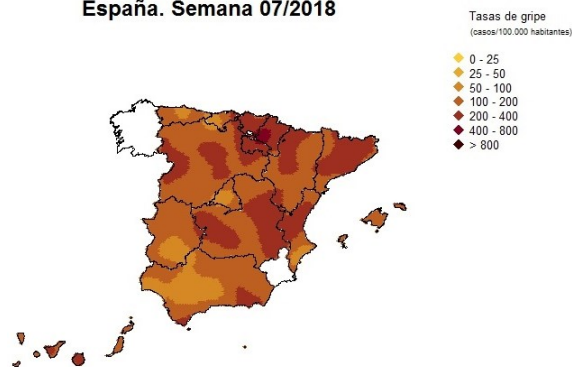 España. Semana 07/2018
Tasas de gripe
(casos/100.000 habitantes)
0 - 25
25 - 50
50 - 100
100 - 200
200 - 400
400 - 800
> 800